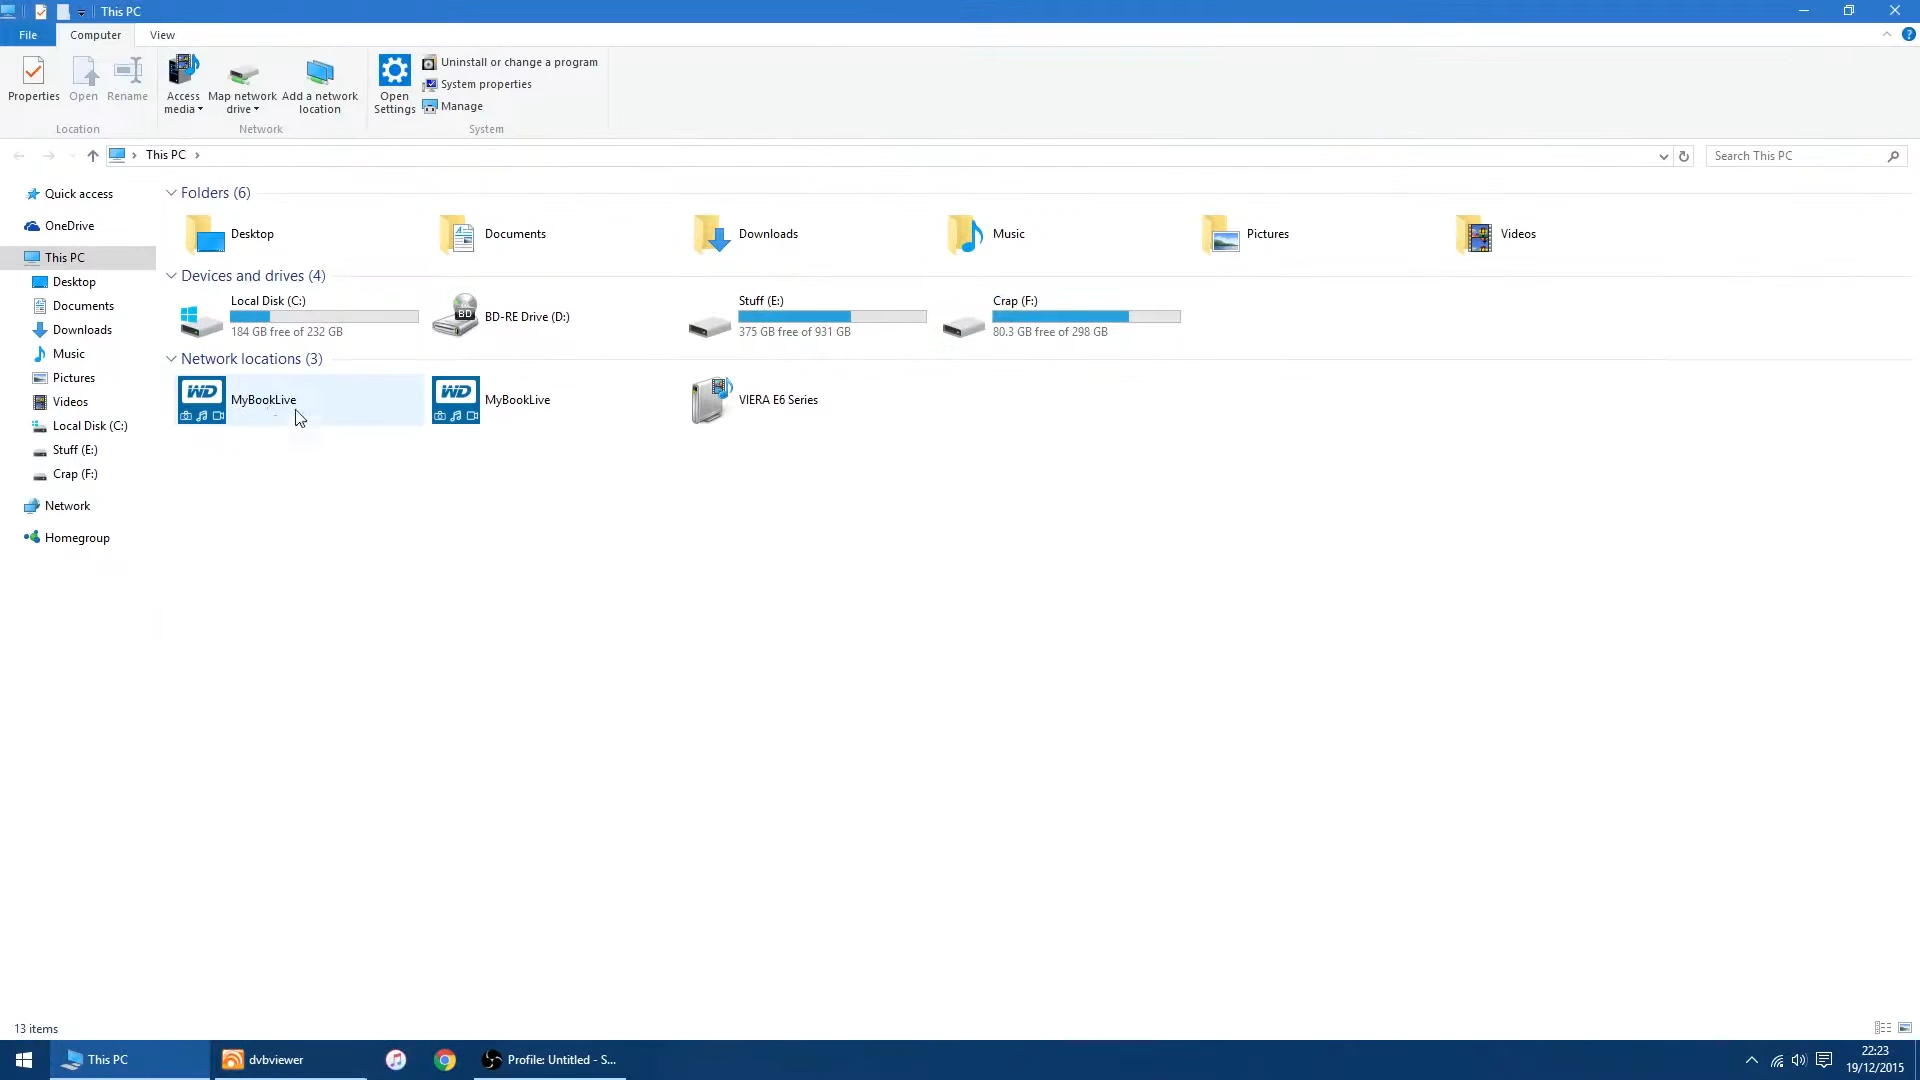 This PC
File Computer View
Properties Open Rename Access media Map network drive Add a network location Open Settings Uninstall or change a program
System properties
Manage
Location Network System
This PC
Search This PC
Quick access
OneDrive
This PC
Desktop
Documents
Downloads
Music
Pictures
Videos
Local Disk (C:)
Stuff (E:)
Crap (F:)
Network
Homegroup
Folders (6)
Desktop Documents Downloads Music Pictures Videos
Devices and drives (4)
Local Disk (C:)
184 GB free of 232 GB
BD
BD-RE Drive (D:)
Stuff (E:)
375 GB free of 931 GB
Crap (F:)
80.3 GB free of 298 GB
Network locations (3)
WD MyBookLive
WD MyBookLive
VIERA E6 Series
13 items
This PC dvbviewer Profile: Untitled - S...
22:23
19/12/2015